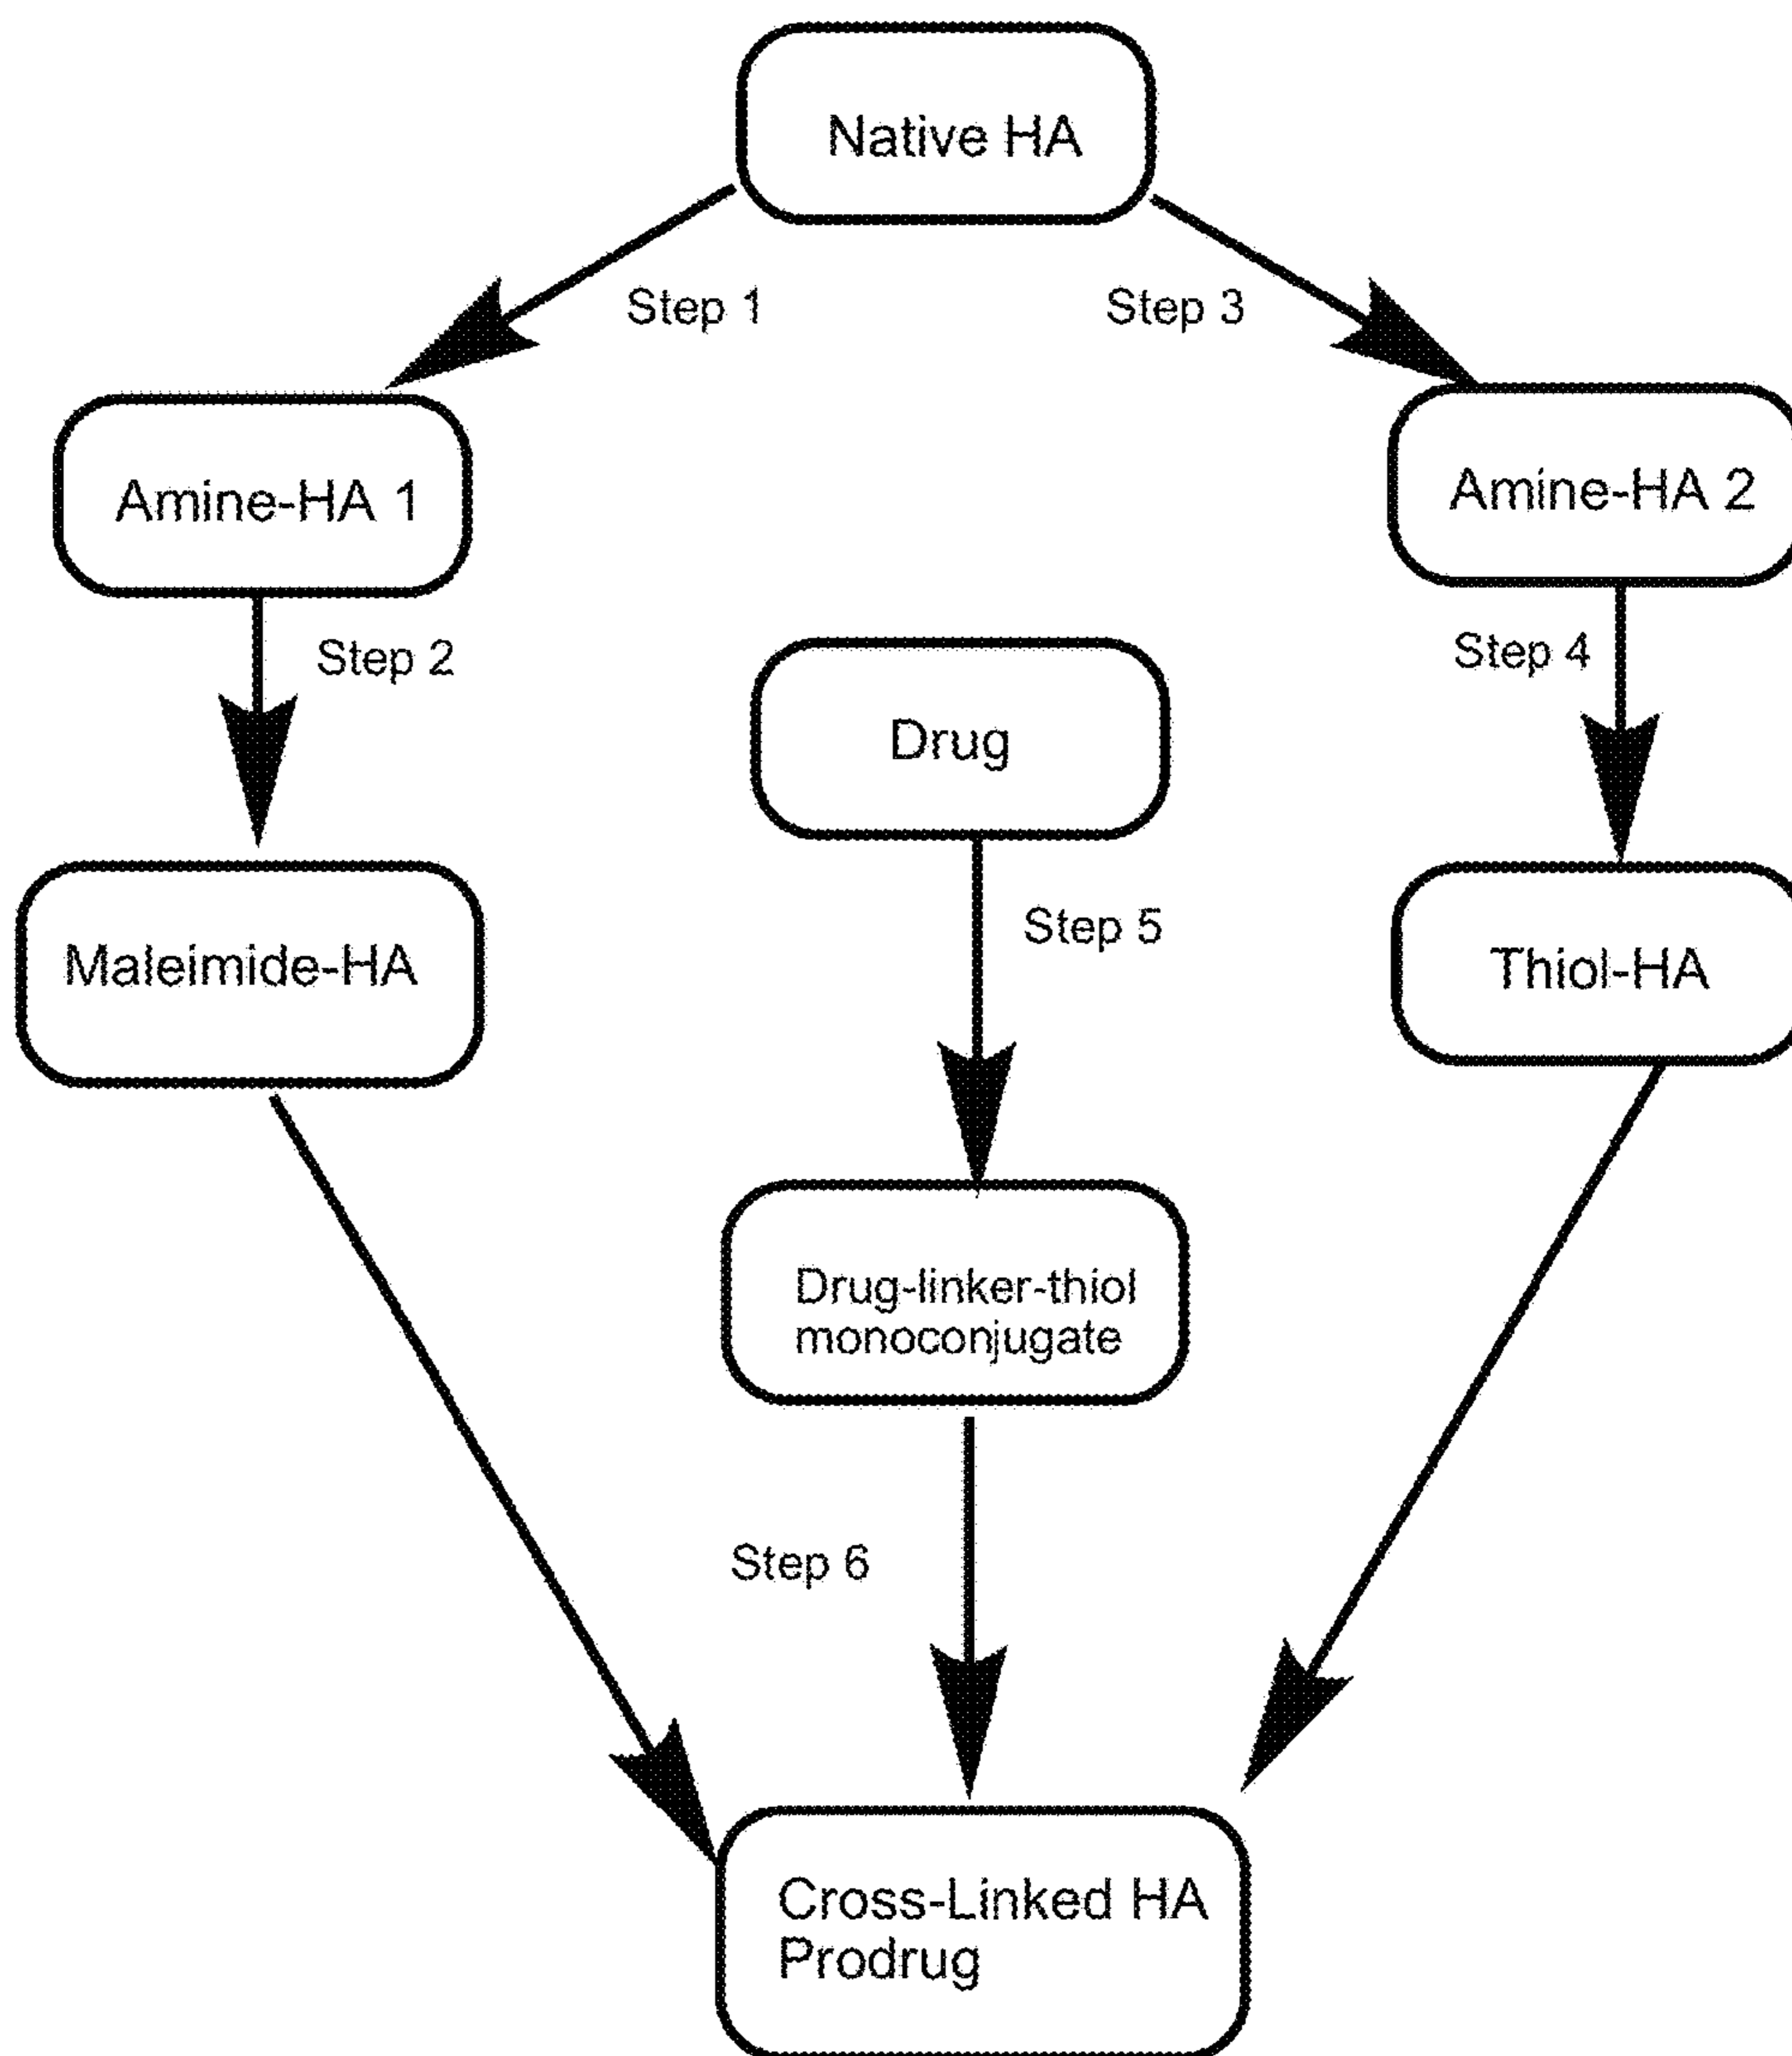 Native HA
Step 1
Step 3
Amine-HA 1
Amine-HA 2
Step 2
Step 4
Drug
Step 5
Maleimide-HA
Thiol-HA
Drug-linker-thiol
monoconjugate
Step 6
Cross-Linked HA
Prodrug